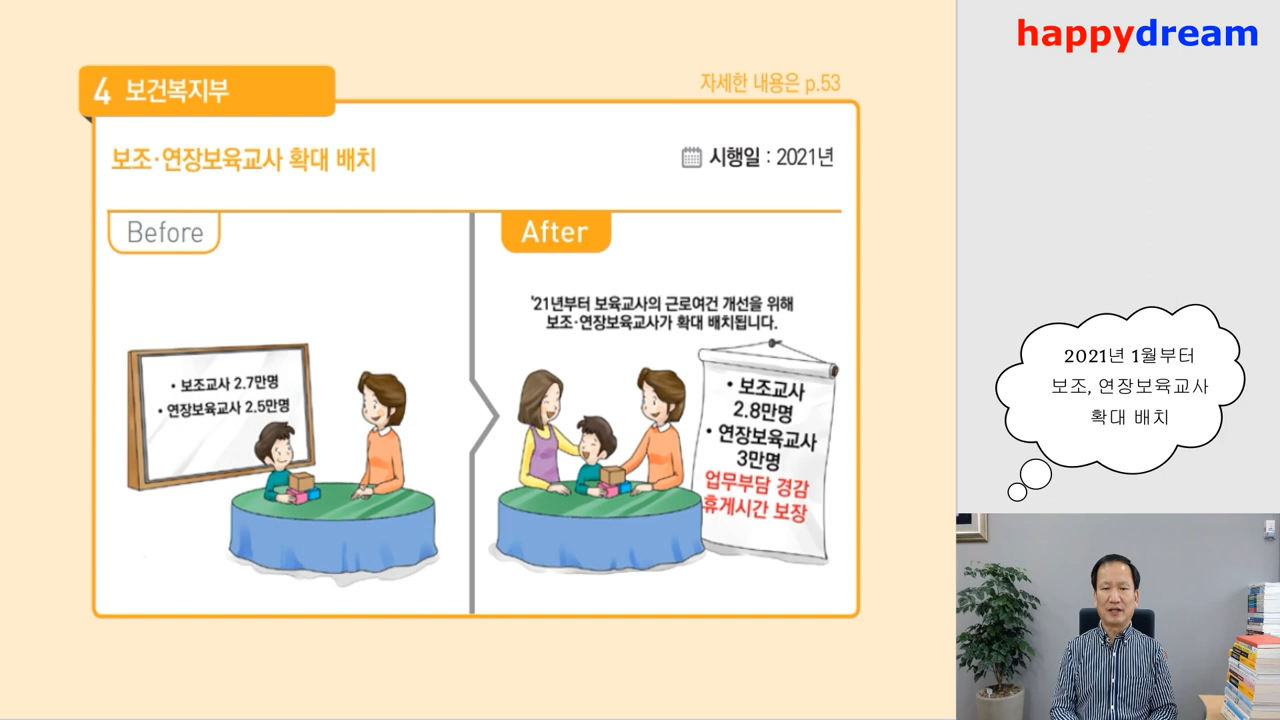 happydream
4 보건복지부
자세한 내용은 p.53
보조·연장보육교사 확대 배치
시행일 : 2021년
Before
After
'21년부터 보육교사의 근로여건 개선을 위해
보조·연장보육교사가 확대 배치됩니다.
• 보조교사 2.7만명
• 연장보육교사 2.5만명
• 보조교사
2.8만명
• 연장보육교사
3만명
업무부담 경감
휴게시간 보장
2021년 1월부터
보조, 연장보육교사
확대 배치